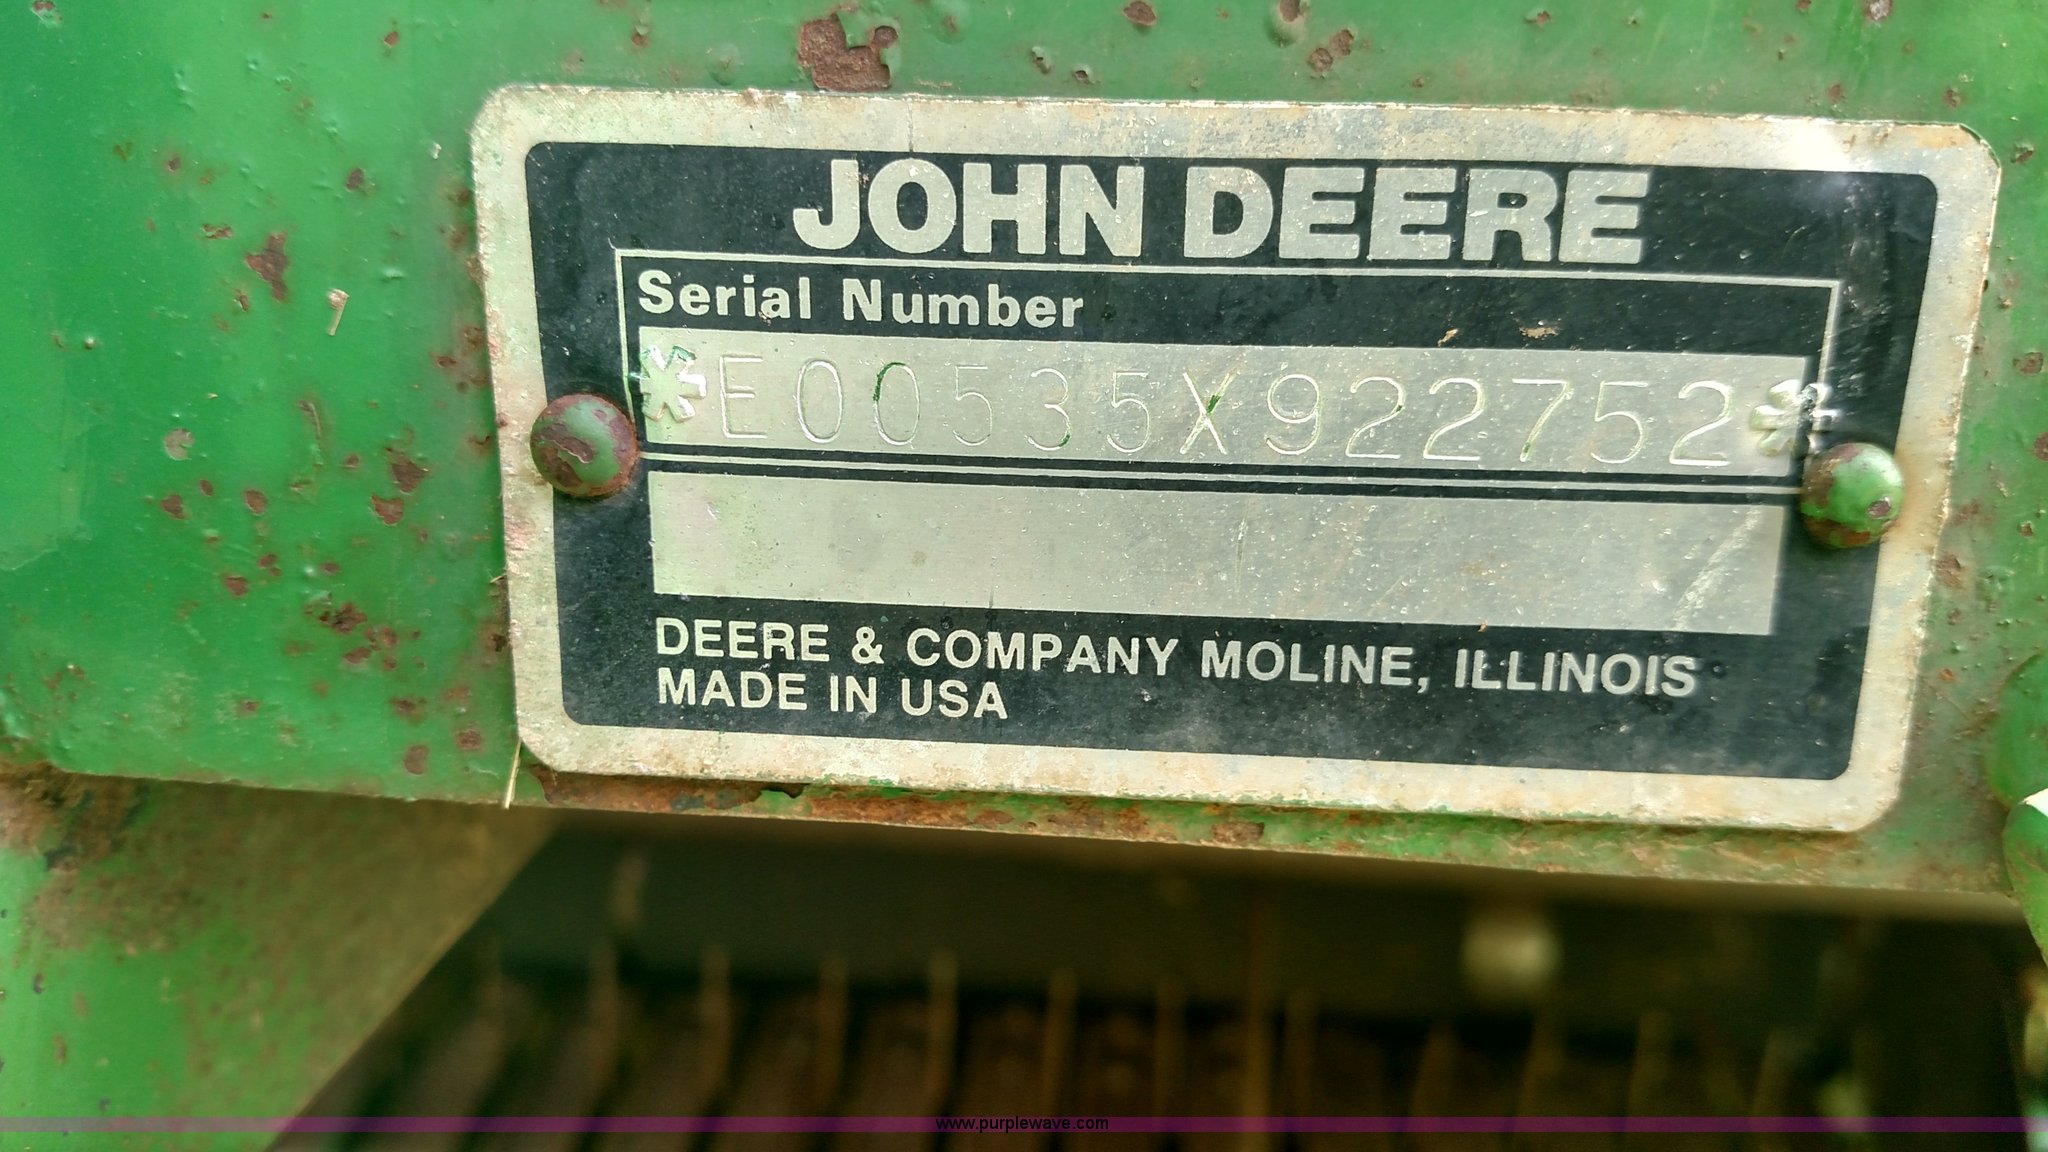 JOHN DEERE
Serial Number
*E00535X922752*
DEERE & COMPANY MOLINE, ILLINOIS
MADE IN USA
www.purplewave.com